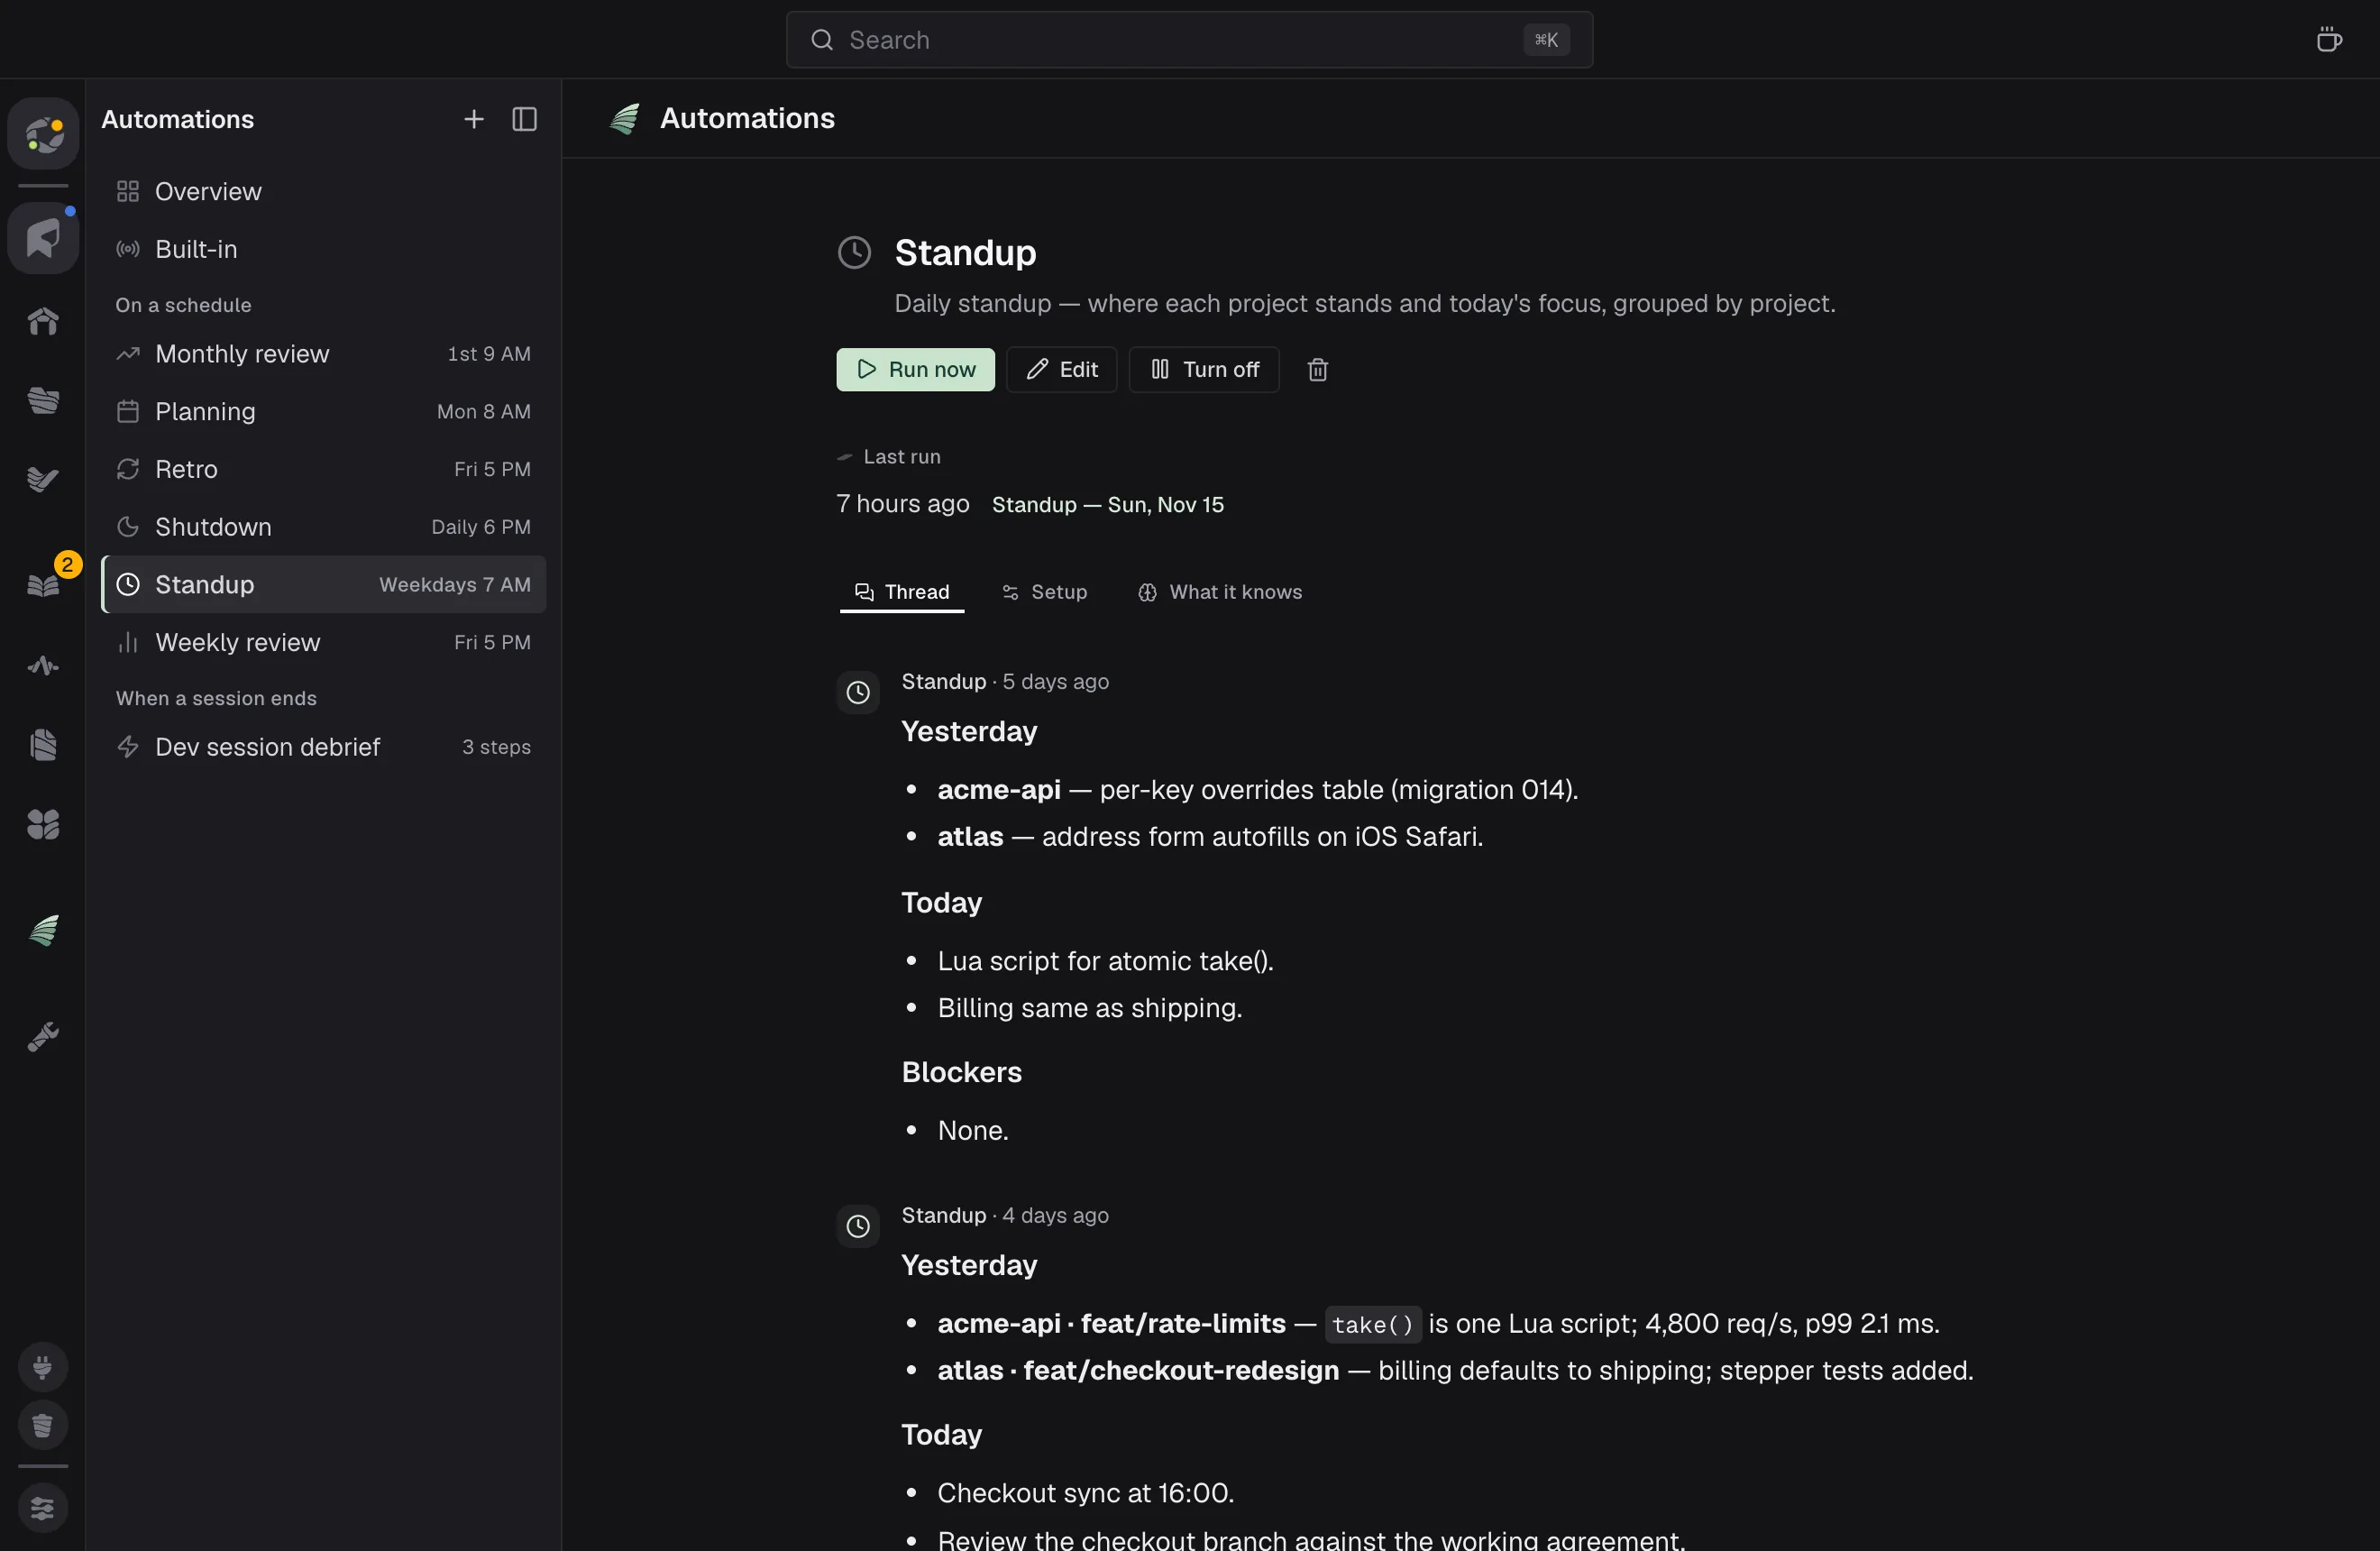 Search
⌘K
Automations
Automations
Overview
Built-in
On a schedule
Monthly review 1st 9 AM
Planning Mon 8 AM
Retro Fri 5 PM
Shutdown Daily 6 PM
2
Standup Weekdays 7 AM
Weekly review Fri 5 PM
When a session ends
Dev session debrief 3 steps
Standup
Daily standup — where each project stands and today's focus, grouped by project.
Run now Edit Turn off
Last run
7 hours ago Standup — Sun, Nov 15
Thread Setup What it knows
Standup · 5 days ago
Yesterday
• acme-api — per-key overrides table (migration 014).
• atlas — address form autofills on iOS Safari.
Today
• Lua script for atomic take().
• Billing same as shipping.
Blockers
• None.
Standup · 4 days ago
Yesterday
• acme-api · feat/rate-limits — take() is one Lua script; 4,800 req/s, p99 2.1 ms.
• atlas · feat/checkout-redesign — billing defaults to shipping; stepper tests added.
Today
• Checkout sync at 16:00.
• Review the checkout branch against the working agreement.